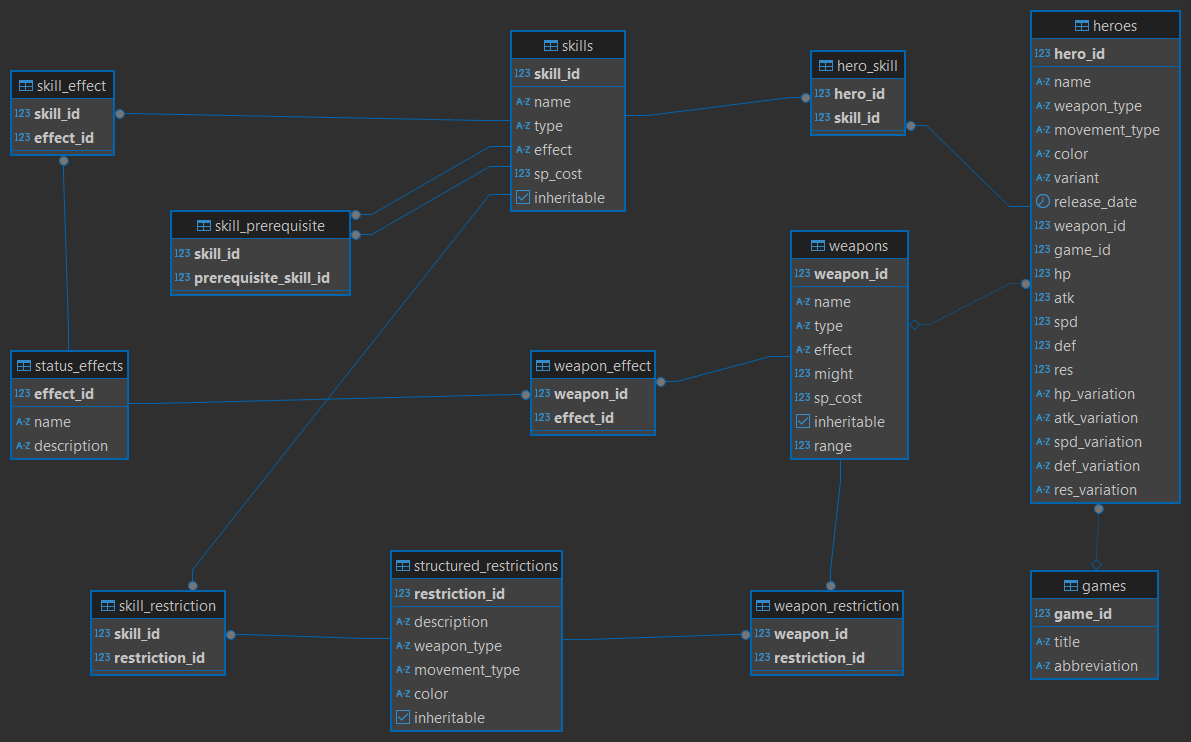 skill_effect
123 skill_id
123 effect_id
skills
123 skill_id
A-Z name
A-Z type
A-Z effect
123 sp_cost
inheritable
hero_skill
123 hero_id
123 skill_id
heroes
123 hero_id
A-Z name
A-Z weapon_type
A-Z movement_type
A-Z color
A-Z variant
release_date
123 weapon_id
123 game_id
123 hp
123 atk
123 spd
123 def
123 res
A-Z hp_variation
A-Z atk_variation
A-Z spd_variation
A-Z def_variation
A-Z res_variation
skill_prerequisite
123 skill_id
123 prerequisite_skill_id
weapons
123 weapon_id
A-Z name
A-Z type
A-Z effect
123 might
123 sp_cost
inheritable
123 range
status_effects
123 effect_id
A-Z name
A-Z description
weapon_effect
123 weapon_id
123 effect_id
skill_restriction
123 skill_id
123 restriction_id
structured_restrictions
123 restriction_id
A-Z description
A-Z weapon_type
A-Z movement_type
A-Z color
inheritable
weapon_restriction
123 weapon_id
123 restriction_id
games
123 game_id
A-Z title
A-Z abbreviation